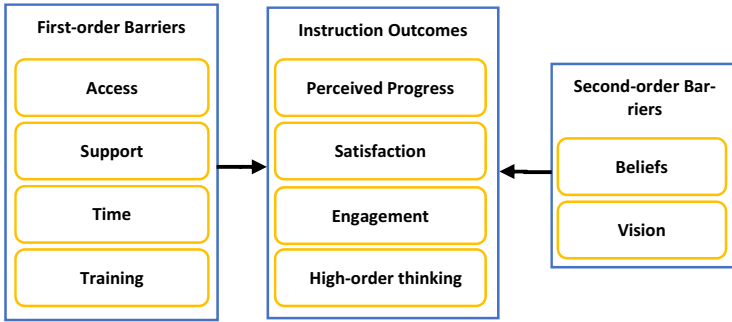 First-order Barriers
Access
Support
Time
Training
Instruction Outcomes
Perceived Progress
Satisfaction
Engagement
High-order thinking
Second-order Bar-
riers
Beliefs
Vision